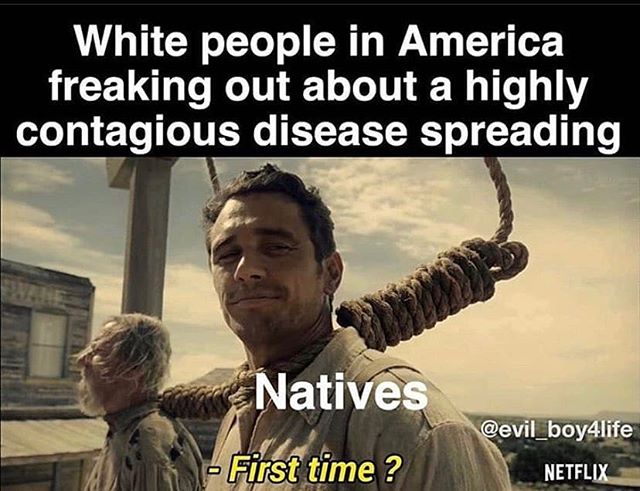 White people in America
freaking out about a highly
contagious disease spreading
Natives
@evil_boy4life
- First time ?
NETFLIX